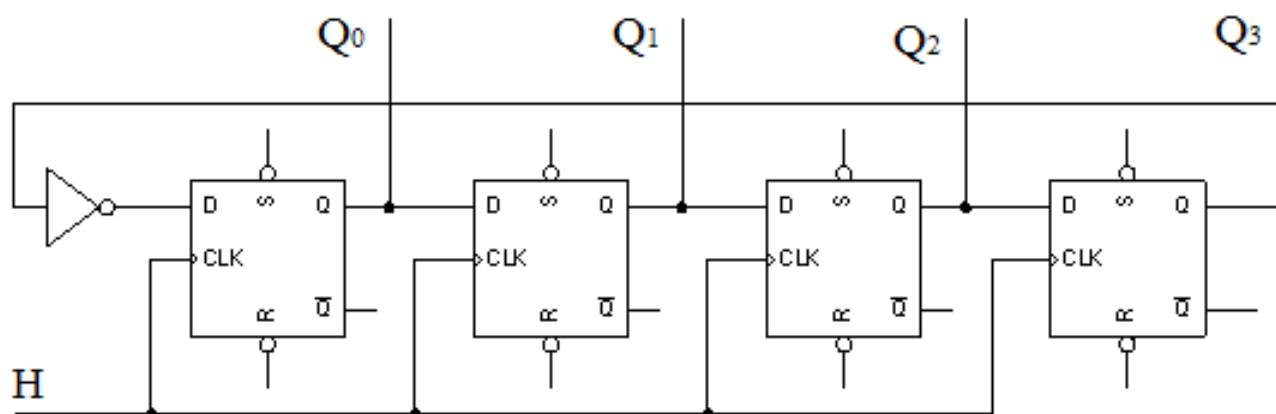 Q0 Q1 Q2 Q3
S S S S
D Q D Q D Q D Q
CLK CLK CLK CLK
R Q̅ R Q̅ R Q̅ R Q̅
H